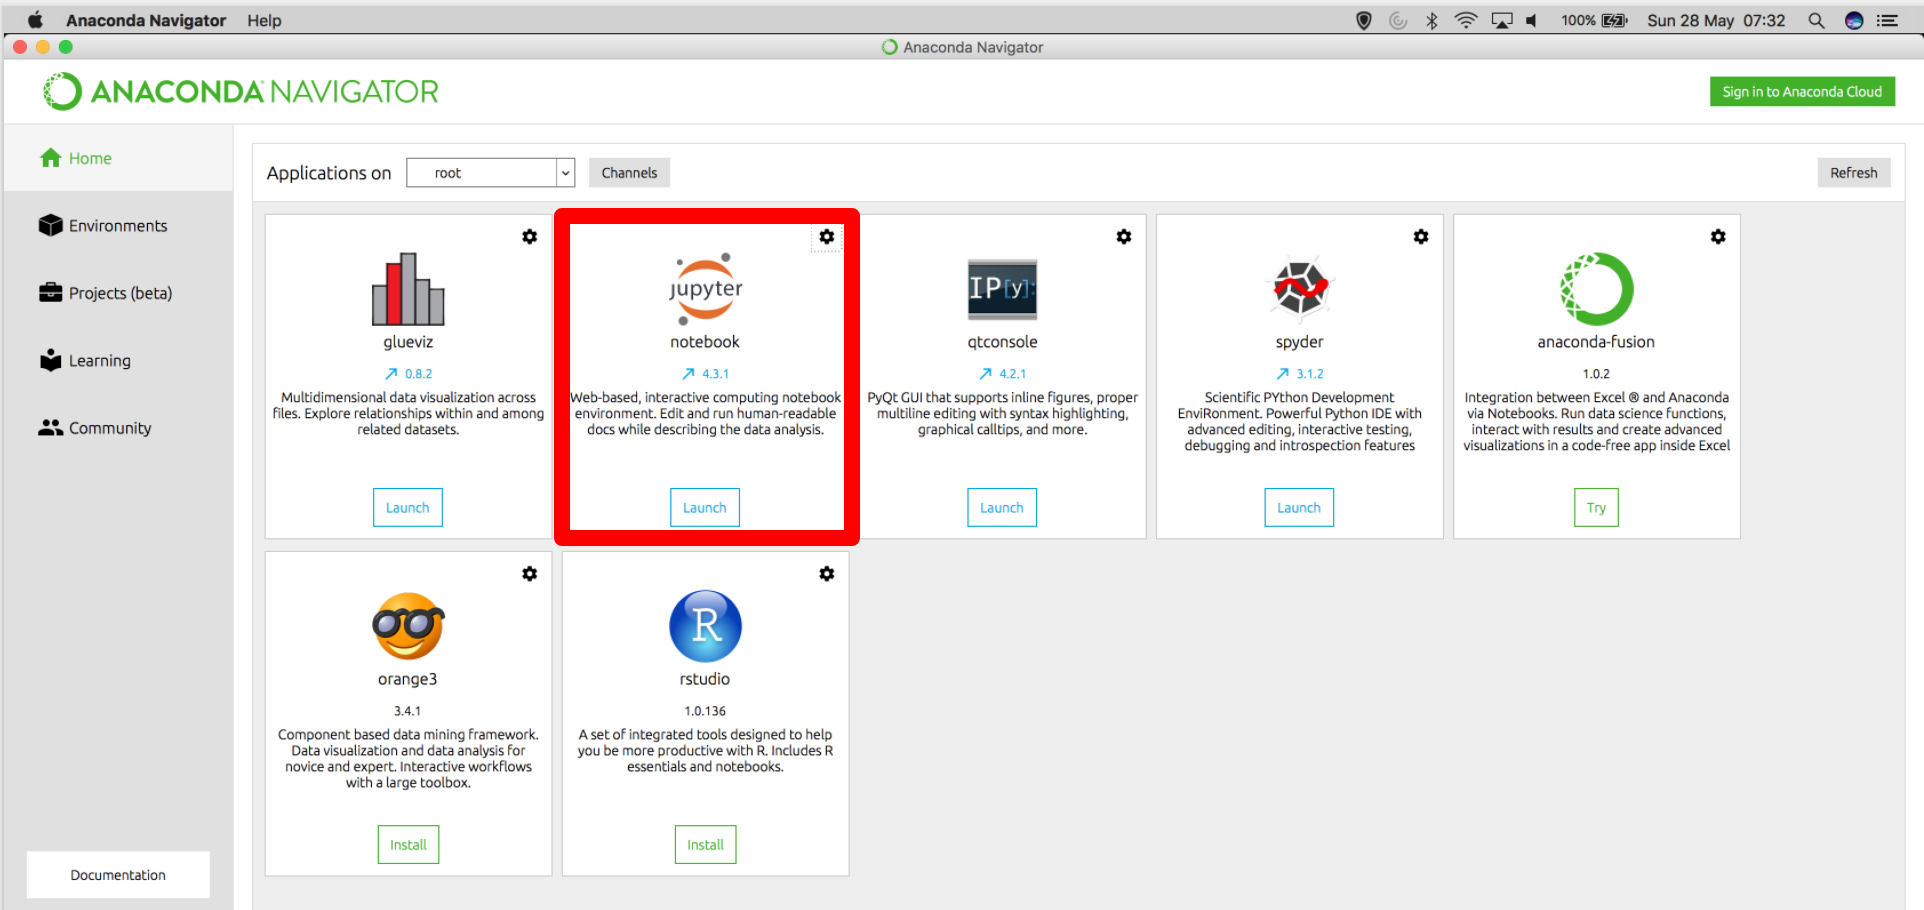 Anaconda Navigator Help 100% Sun 28 May 07:32
Anaconda Navigator
ANACONDA NAVIGATOR
Sign in to Anaconda Cloud
Home
Environments
Projects (beta)
Learning
Community
Documentation
Applications on root Channels Refresh
glueviz
0.8.2
Multidimensional data visualization across
files. Explore relationships within and among
related datasets.
Launch
jupyter
notebook
4.3.1
Web-based, interactive computing notebook
environment. Edit and run human-readable
docs while describing the data analysis.
Launch
IP[y]:
qtconsole
4.2.1
PyQt GUI that supports inline figures, proper
multiline editing with syntax highlighting,
graphical calltips, and more.
Launch
spyder
3.1.2
Scientific PYthon Development
EnviRonment. Powerful Python IDE with
advanced editing, interactive testing,
debugging and introspection features
Launch
anaconda-fusion
1.0.2
Integration between Excel ® and Anaconda
via Notebooks. Run data science functions,
interact with results and create advanced
visualizations in a code-free app inside Excel
Try
orange3
3.4.1
Component based data mining framework.
Data visualization and data analysis for
novice and expert. Interactive workflows
with a large toolbox.
Install
R
rstudio
1.0.136
A set of integrated tools designed to help
you be more productive with R. Includes R
essentials and notebooks.
Install